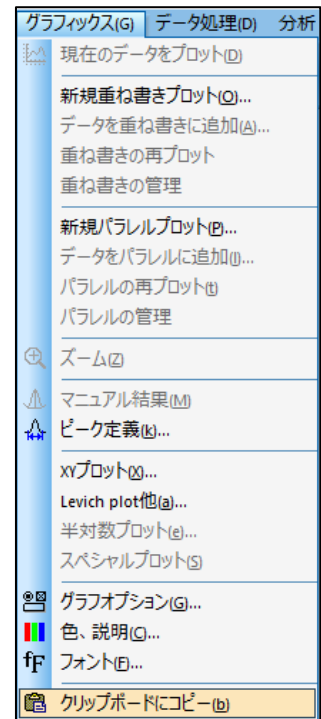 グラフィックス(G) データ処理(D) 分析
現在のデータをプロット(D)
新規重ね書きプロット(O)...
データを重ね書きに追加(A)...
重ね書きの再プロット
重ね書きの管理
新規パラレルプロット(P)...
データをパラレルに追加(I)...
パラレルの再プロット(t)
パラレルの管理
ズーム(Z)
マニュアル結果(M)
ピーク定義(k)...
XYプロット(X)...
Levich plot他(a)...
半対数プロット(e)...
スペシャルプロット(S)
グラフオプション(G)...
色、説明(C)...
fF フォント(F)...
クリップボードにコピー(b)